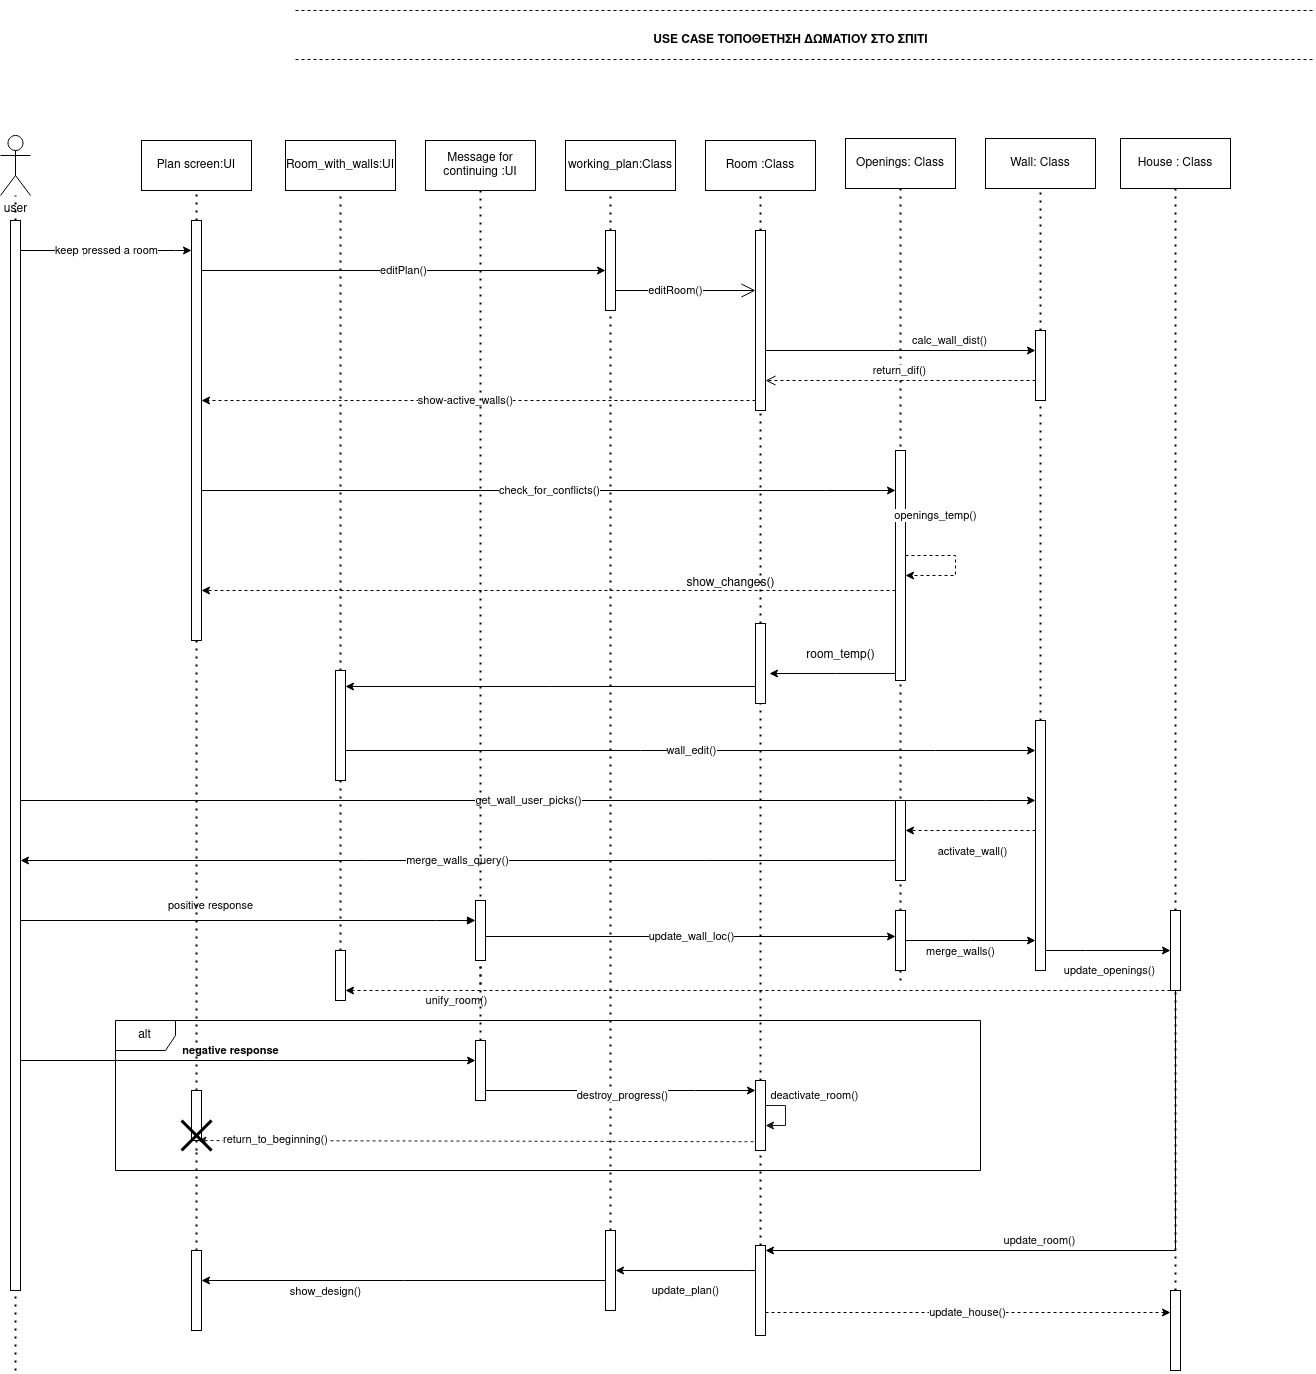 USE CASE ΤΟΠΟΘΕΤΗΣΗ ΔΩΜΑΤΙΟΥ ΣΤΟ ΣΠΙΤΙ
user
Plan screen:UI
Room_with_walls:UI
Message for
continuing :UI
working_plan:Class
Room :Class
Openings: Class
Wall: Class
House : Class
keep pressed a room
editPlan()
editRoom()
calc_wall_dist()
return_dif()
show-active_walls()
check_for_conflicts()
openings_temp()
show_changes()
room_temp()
wall_edit()
get_wall_user_picks()
activate_wall()
merge_walls_query()
positive response
update_wall_loc()
merge_walls()
update_openings()
unify_room()
alt
negative response
destroy_progress()
deactivate_room()
return_to_beginning()
update_room()
show_design()
update_plan()
update_house()